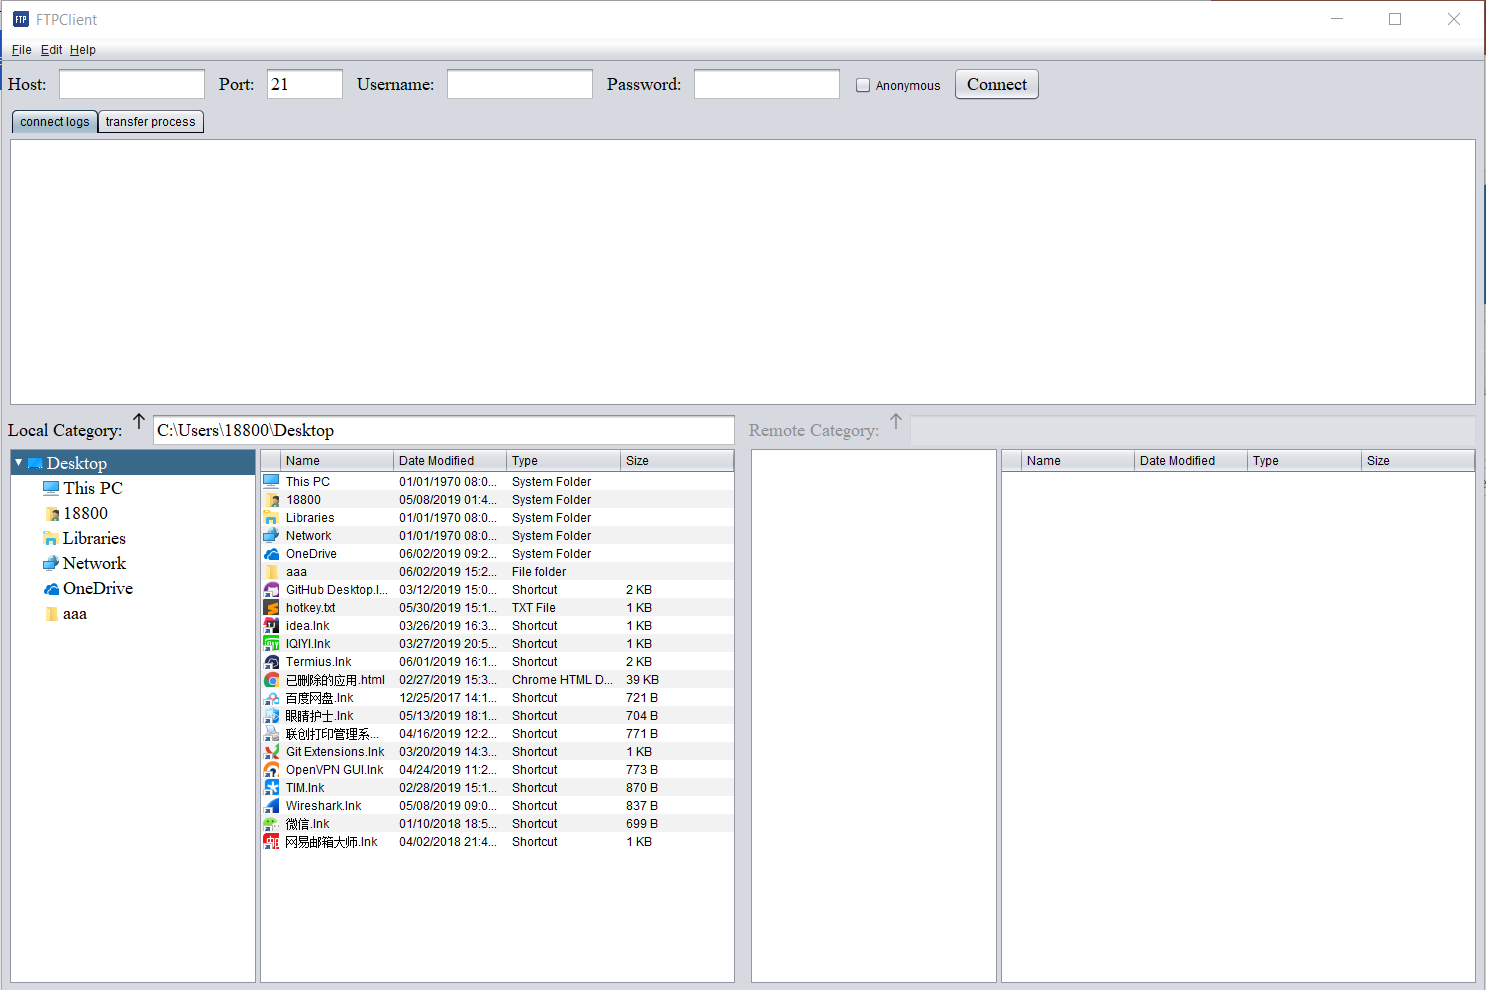 FTP FTPClient
File Edit Help
Host: Port: 21 Username: Password: Anonymous Connect
connect logs transfer process
Local Category: C:\Users\18800\Desktop Remote Category:
Desktop
This PC
18800
Libraries
Network
OneDrive
aaa
Name Date Modified Type Size
This PC 01/01/1970 08:0... System Folder
18800 05/08/2019 01:4... System Folder
Libraries 01/01/1970 08:0... System Folder
Network 01/01/1970 08:0... System Folder
OneDrive 06/02/2019 09:2... System Folder
aaa 06/02/2019 15:2... File folder
GitHub Desktop.l... 03/12/2019 15:0... Shortcut 2 KB
hotkey.txt 05/30/2019 15:1... TXT File 1 KB
idea.lnk 03/26/2019 16:3... Shortcut 1 KB
IQIYI.lnk 03/27/2019 20:5... Shortcut 1 KB
Termius.lnk 06/01/2019 16:1... Shortcut 2 KB
已删除的应用.html 02/27/2019 15:3... Chrome HTML D... 39 KB
百度网盘.lnk 12/25/2017 14:1... Shortcut 721 B
眼睛护士.lnk 05/13/2019 18:1... Shortcut 704 B
联创打印管理系... 04/16/2019 12:2... Shortcut 771 B
Git Extensions.lnk 03/20/2019 14:3... Shortcut 1 KB
OpenVPN GUI.lnk 04/24/2019 11:2... Shortcut 773 B
TIM.lnk 02/28/2019 15:1... Shortcut 870 B
Wireshark.lnk 05/08/2019 09:0... Shortcut 837 B
微信.lnk 01/10/2018 18:5... Shortcut 699 B
网易邮箱大师.lnk 04/02/2018 21:4... Shortcut 1 KB
Name Date Modified Type Size